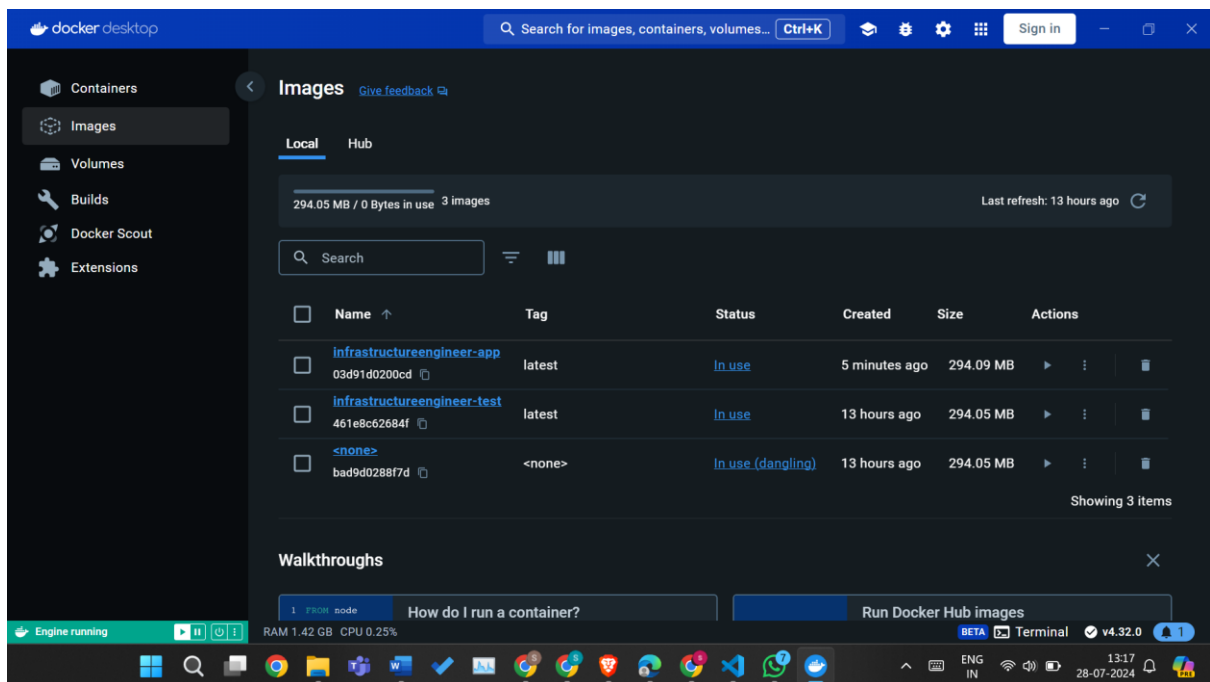 docker desktop
Search for images, containers, volumes... Ctrl+K
Sign in
Containers
Images
Volumes
Builds
Docker Scout
Extensions
Images Give feedback
Local Hub
294.05 MB / 0 Bytes in use 3 images
Last refresh: 13 hours ago
Search
Name Tag Status Created Size Actions
infrastructureengineer-app
03d91d0200cd
latest In use 5 minutes ago 294.09 MB
infrastructureengineer-test
461e8c62684f
latest In use 13 hours ago 294.05 MB
<none>
bad9d0288f7d
<none> In use (dangling) 13 hours ago 294.05 MB
Showing 3 items
Walkthroughs
1 FROM node
How do I run a container?
Run Docker Hub images
Engine running
RAM 1.42 GB CPU 0.25%
BETA Terminal v4.32.0 1
ENG
IN
13:17
28-07-2024